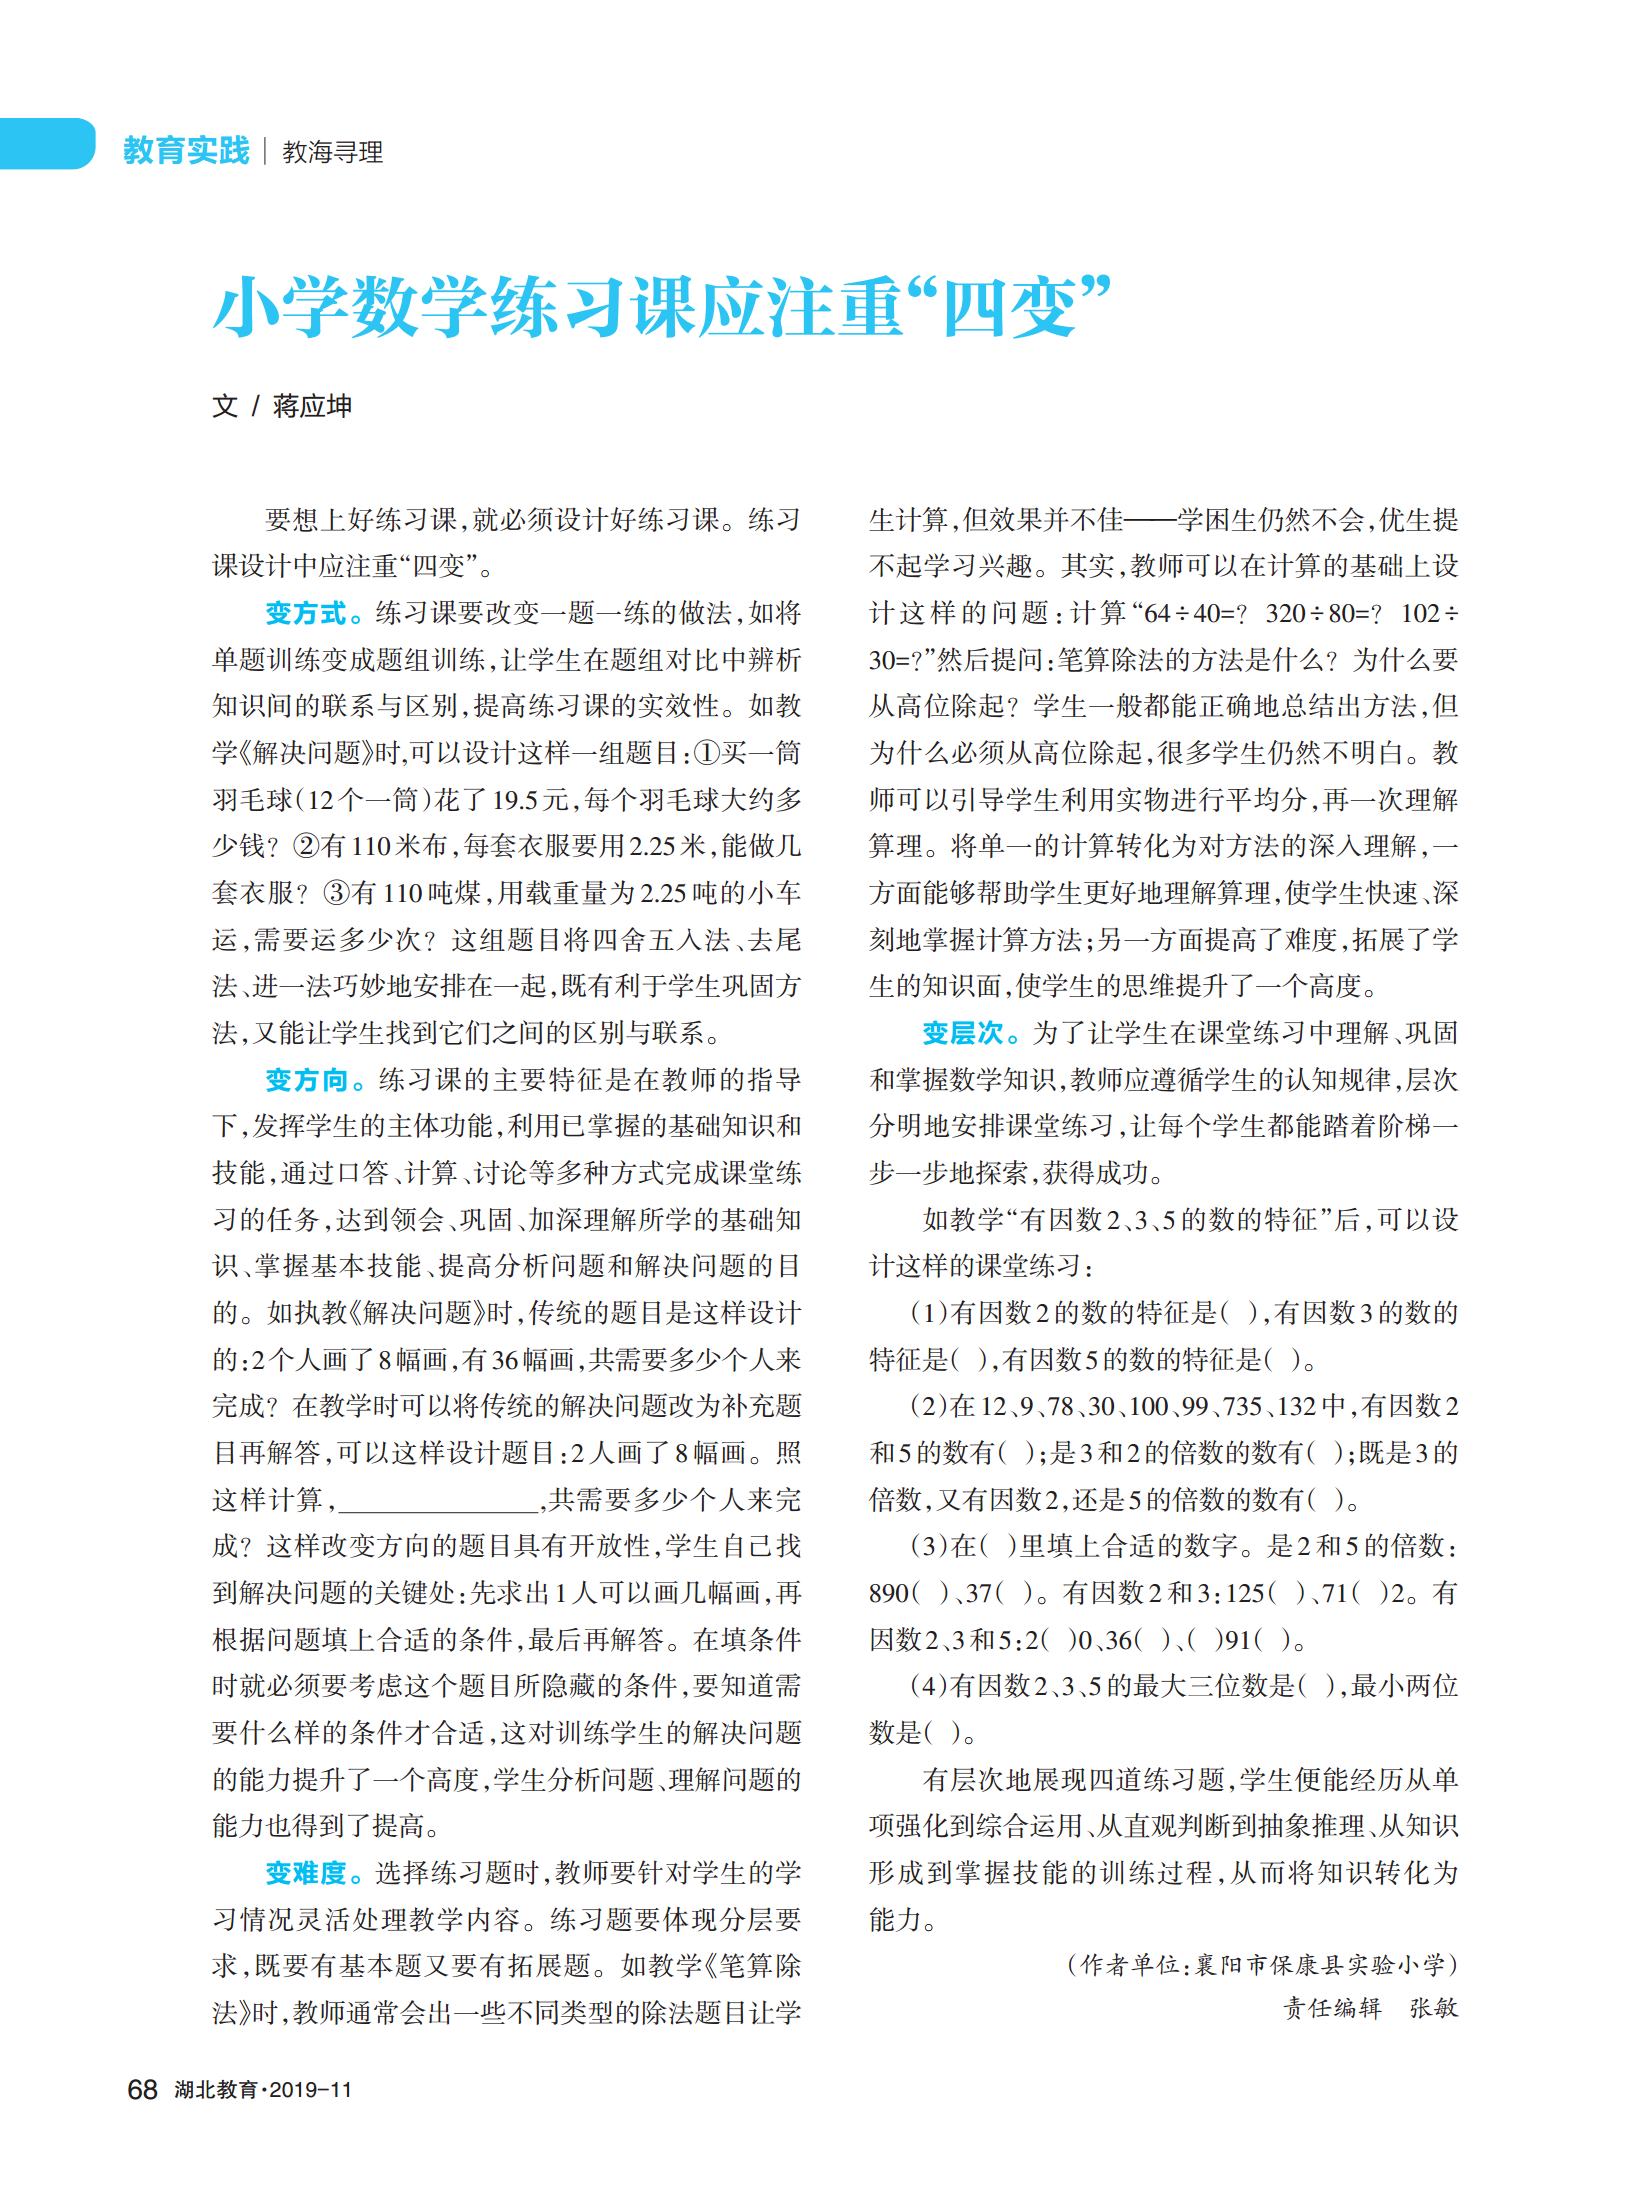 教育实践 | 教海寻理
小学数学练习课应注重“四变”
文 / 蒋应坤
要想上好练习课,就必须设计好练习课。练习
课设计中应注重“四变”。
变方式。练习课要改变一题一练的做法,如将
单题训练变成题组训练,让学生在题组对比中辨析
知识间的联系与区别,提高练习课的实效性。如教
学《解决问题》时,可以设计这样一组题目:①买一筒
羽毛球(12个一筒)花了19.5元,每个羽毛球大约多
少钱？②有110米布,每套衣服要用2.25米,能做几
套衣服？③有110吨煤,用载重量为2.25吨的小车
运,需要运多少次？这组题目将四舍五入法、去尾
法、进一法巧妙地安排在一起,既有利于学生巩固方
法,又能让学生找到它们之间的区别与联系。
变方向。练习课的主要特征是在教师的指导
下,发挥学生的主体功能,利用已掌握的基础知识和
技能,通过口答、计算、讨论等多种方式完成课堂练
习的任务,达到领会、巩固、加深理解所学的基础知
识、掌握基本技能、提高分析问题和解决问题的目
的。如执教《解决问题》时,传统的题目是这样设计
的:2个人画了8幅画,有36幅画,共需要多少个人来
完成？在教学时可以将传统的解决问题改为补充题
目再解答,可以这样设计题目:2人画了8幅画。照
这样计算,______________,共需要多少个人来完
成？这样改变方向的题目具有开放性,学生自己找
到解决问题的关键处:先求出1人可以画几幅画,再
根据问题填上合适的条件,最后再解答。在填条件
时就必须要考虑这个题目所隐藏的条件,要知道需
要什么样的条件才合适,这对训练学生的解决问题
的能力提升了一个高度,学生分析问题、理解问题的
能力也得到了提高。
变难度。选择练习题时,教师要针对学生的学
习情况灵活处理教学内容。练习题要体现分层要
求,既要有基本题又要有拓展题。如教学《笔算除
法》时,教师通常会出一些不同类型的除法题目让学
生计算,但效果并不佳——学困生仍然不会,优生提
不起学习兴趣。其实,教师可以在计算的基础上设
计这样的问题:计算“64÷40=？320÷80=？102÷
30=?”然后提问:笔算除法的方法是什么？为什么要
从高位除起？学生一般都能正确地总结出方法,但
为什么必须从高位除起,很多学生仍然不明白。教
师可以引导学生利用实物进行平均分,再一次理解
算理。将单一的计算转化为对方法的深入理解,一
方面能够帮助学生更好地理解算理,使学生快速、深
刻地掌握计算方法;另一方面提高了难度,拓展了学
生的知识面,使学生的思维提升了一个高度。
变层次。为了让学生在课堂练习中理解、巩固
和掌握数学知识,教师应遵循学生的认知规律,层次
分明地安排课堂练习,让每个学生都能踏着阶梯一
步一步地探索,获得成功。
如教学“有因数2、3、5的数的特征”后,可以设
计这样的课堂练习:
(1)有因数2的数的特征是( ),有因数3的数的
特征是( ),有因数5的数的特征是( )。
(2)在12、9、78、30、100、99、735、132中,有因数2
和5的数有( );是3和2的倍数的数有( );既是3的
倍数,又有因数2,还是5的倍数的数有( )。
(3)在( )里填上合适的数字。是2和5的倍数:
890( )、37( )。有因数2和3:125( )、71( )2。有
因数2、3和5:2( )0、36( )、( )91( )。
(4)有因数2、3、5的最大三位数是( ),最小两位
数是( )。
有层次地展现四道练习题,学生便能经历从单
项强化到综合运用、从直观判断到抽象推理、从知识
形成到掌握技能的训练过程,从而将知识转化为
能力。
(作者单位:襄阳市保康县实验小学)
责任编辑 张敏
68 湖北教育·2019-11